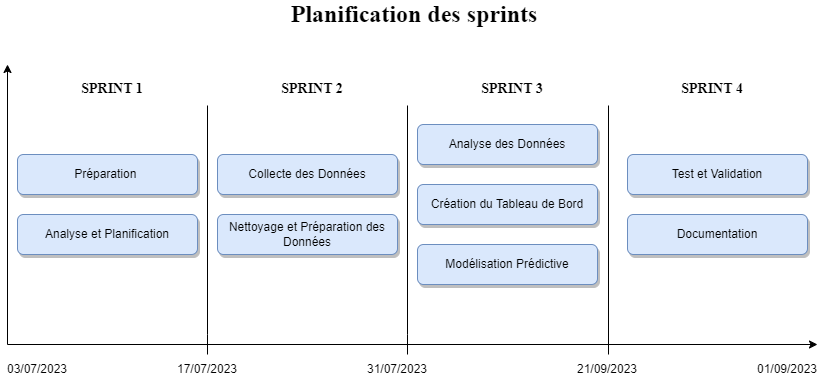 Planification des sprints
SPRINT 1
SPRINT 2
SPRINT 3
SPRINT 4
Préparation
Analyse et Planification
Collecte des Données
Nettoyage et Préparation des
Données
Analyse des Données
Création du Tableau de Bord
Modélisation Prédictive
Test et Validation
Documentation
03/07/2023
17/07/2023
31/07/2023
21/09/2023
01/09/2023